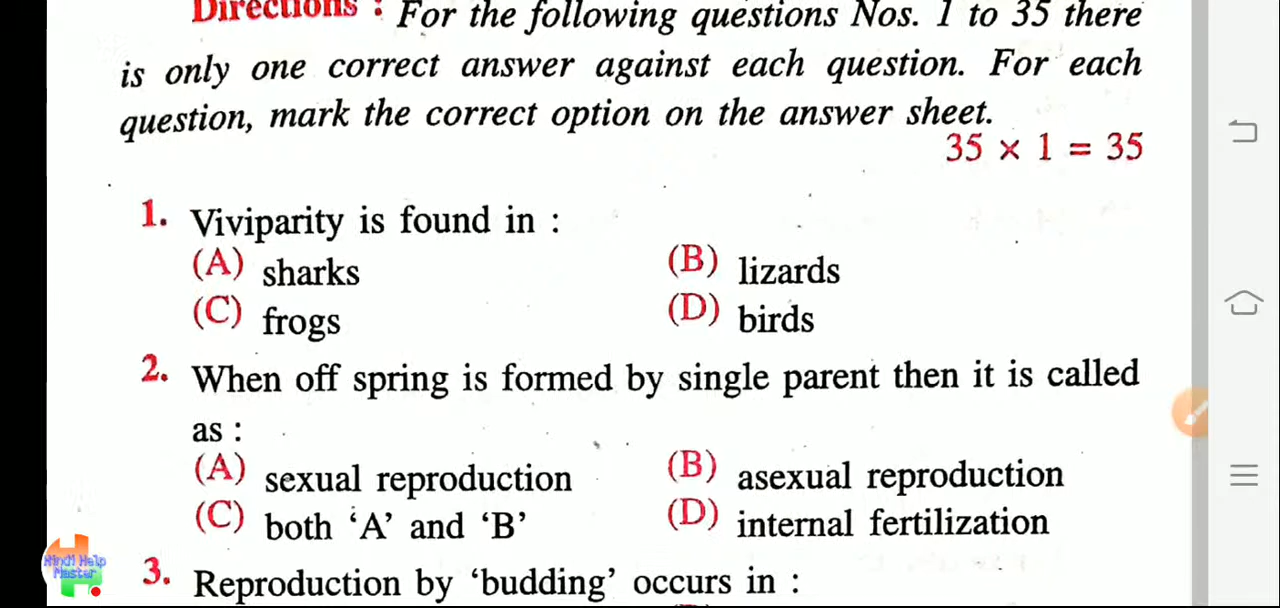 Directions : For the following questions Nos. 1 to 35 there
is only one correct answer against each question. For each
question, mark the correct option on the answer sheet.
35 × 1 = 35
1. Viviparity is found in :
(A) sharks (B) lizards
(C) frogs (D) birds
2. When off spring is formed by single parent then it is called
as :
(A) sexual reproduction (B) asexual reproduction
(C) both ‘A’ and ‘B’ (D) internal fertilization
Hindi Help
Master
3. Reproduction by ‘budding’ occurs in :